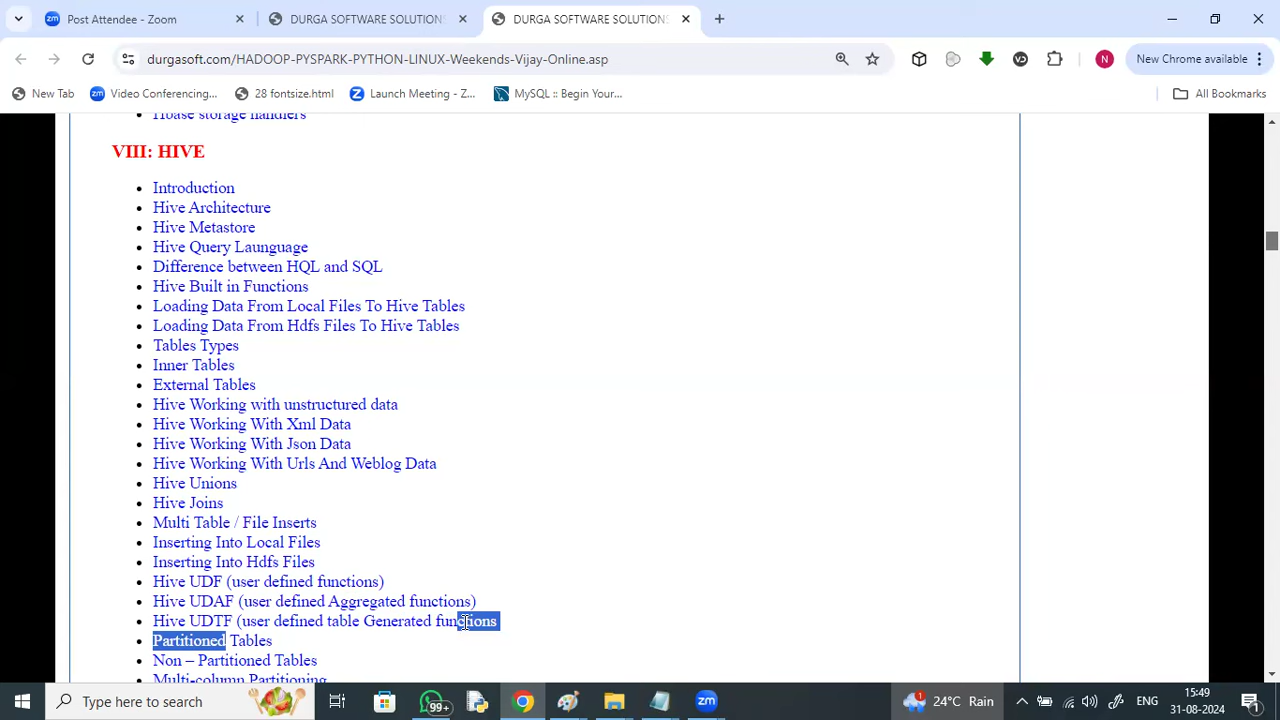 Post Attendee - Zoom
DURGA SOFTWARE SOLUTIONS
DURGA SOFTWARE SOLUTIONS
durgasoft.com/HADOOP-PYSPARK-PYTHON-LINUX-Weekends-Vijay-Online.asp
N
New Chrome available
New Tab
Video Conferencing...
28 fontsize.html
Launch Meeting - Z...
MySQL :: Begin Your...
All Bookmarks
Hbase storage handlers
VIII: HIVE
Introduction
Hive Architecture
Hive Metastore
Hive Query Launguage
Difference between HQL and SQL
Hive Built in Functions
Loading Data From Local Files To Hive Tables
Loading Data From Hdfs Files To Hive Tables
Tables Types
Inner Tables
External Tables
Hive Working with unstructured data
Hive Working With Xml Data
Hive Working With Json Data
Hive Working With Urls And Weblog Data
Hive Unions
Hive Joins
Multi Table / File Inserts
Inserting Into Local Files
Inserting Into Hdfs Files
Hive UDF (user defined functions)
Hive UDAF (user defined Aggregated functions)
Hive UDTF (user defined table Generated functions
Partitioned Tables
Non – Partitioned Tables
Multi-column Partitioning
Type here to search
99+
zm
1
24°C Rain
ENG
15:49
31-08-2024
1